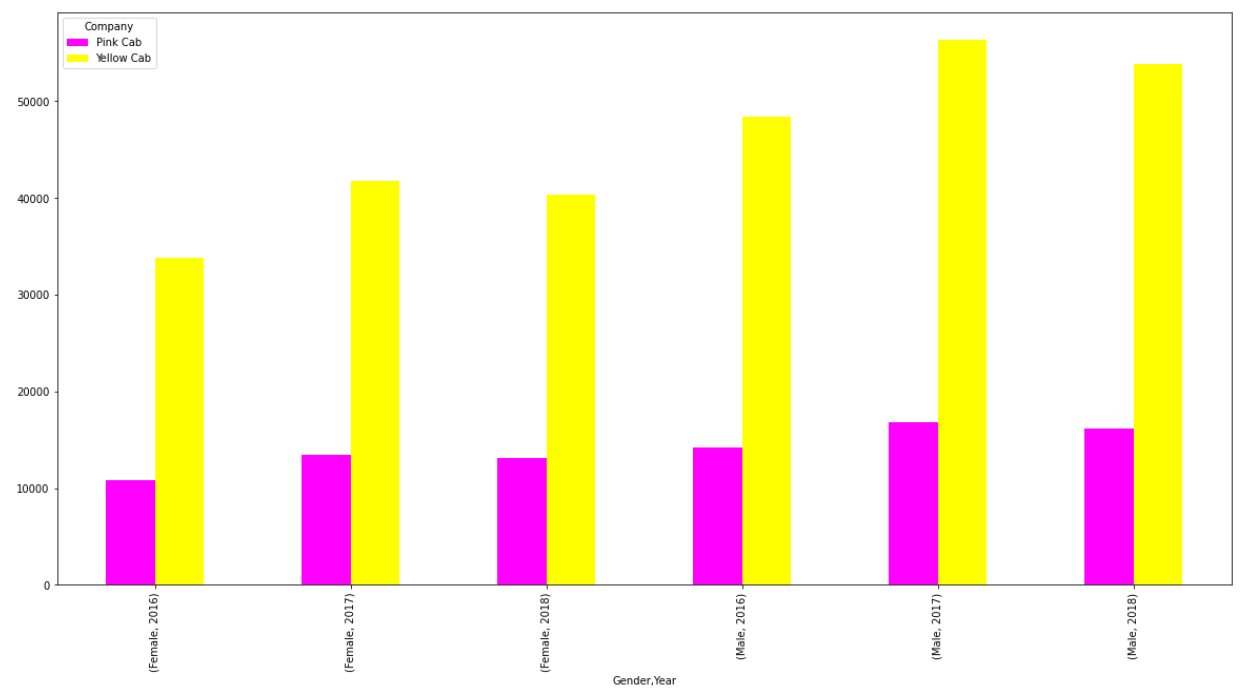 Company
Pink Cab
Yellow Cab
50000
40000
30000
20000
10000
0
(Female, 2016)
(Female, 2017)
(Female, 2018)
(Male, 2016)
(Male, 2017)
(Male, 2018)
Gender,Year